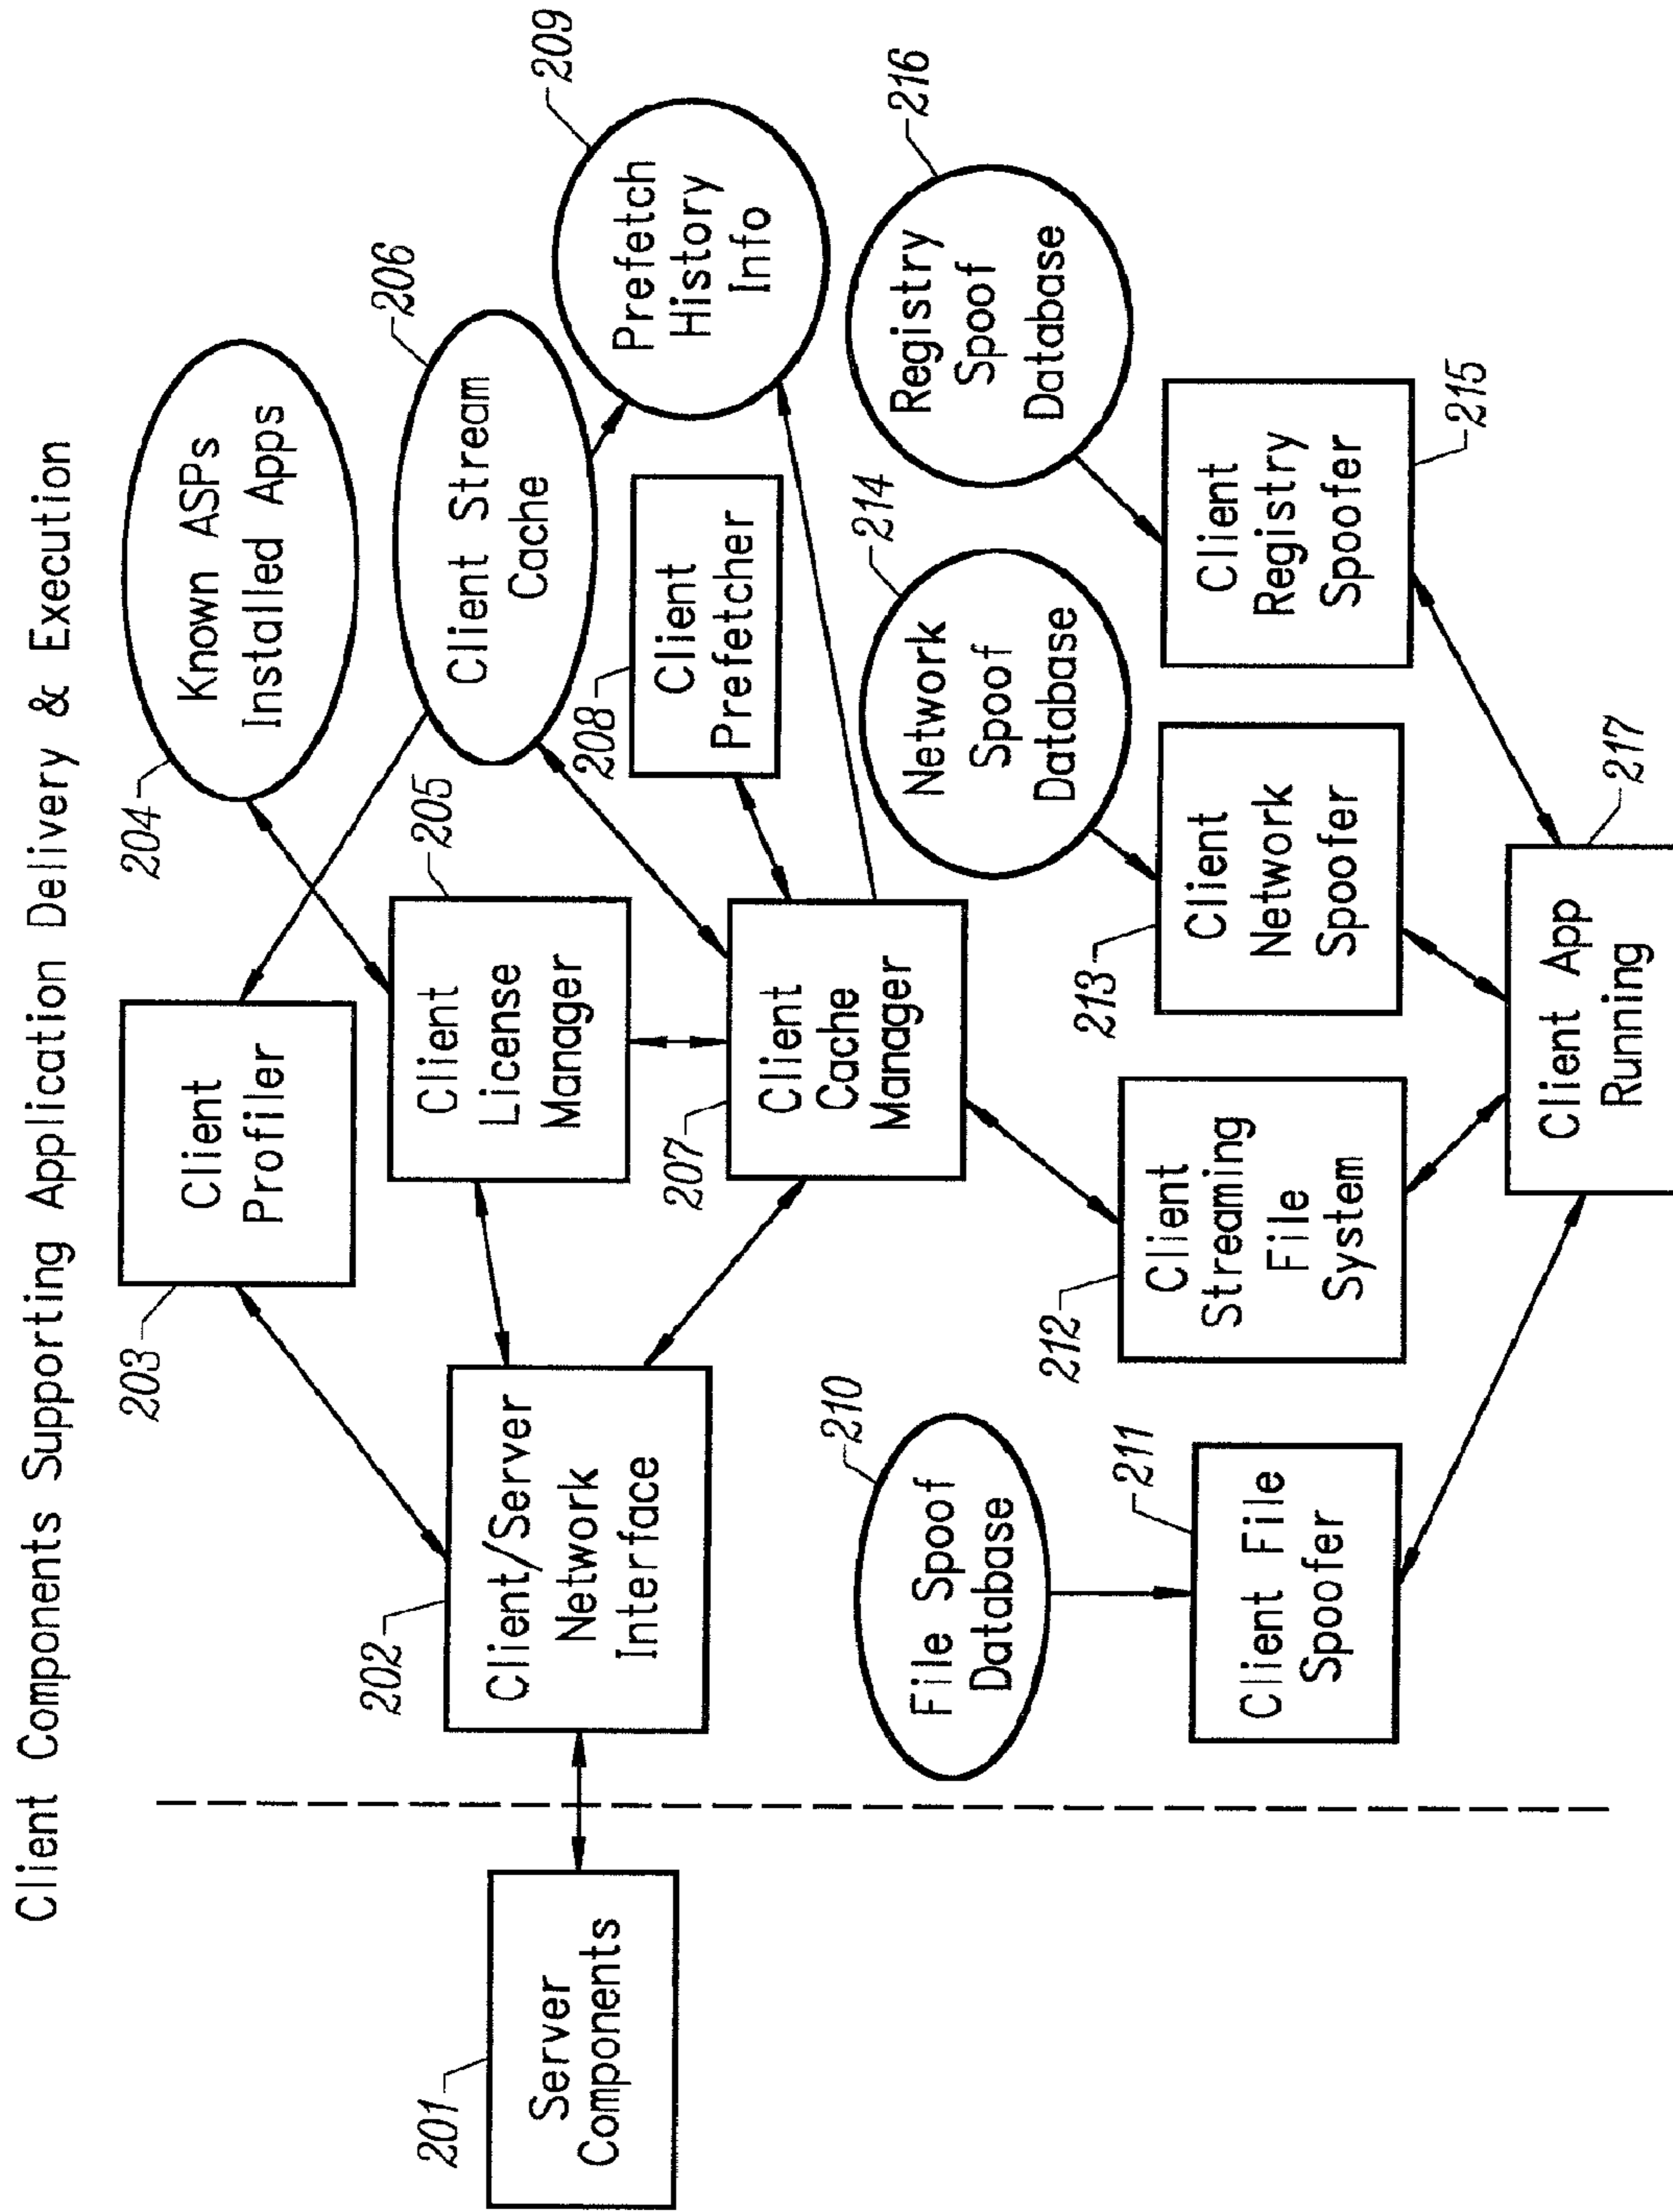 Client Components Supporting Application Delivery & Execution
201
Server
Components
202
Client/Server
Network
Interface
203
Client
Profiler
204
Known ASPs
Installed Apps
205
Client
License
Manager
206
Client Stream
Cache
207
Client
Cache
Manager
208
Client
Prefetcher
209
Prefetch
History
Info
210
File Spoof
Database
211
Client File
Spoofer
212
Client
Streaming
File
System
213
Client
Network
Spoofer
214
Network
Spoof
Database
215
Client
Registry
Spoofer
216
Registry
Spoof
Database
217
Client App
Running